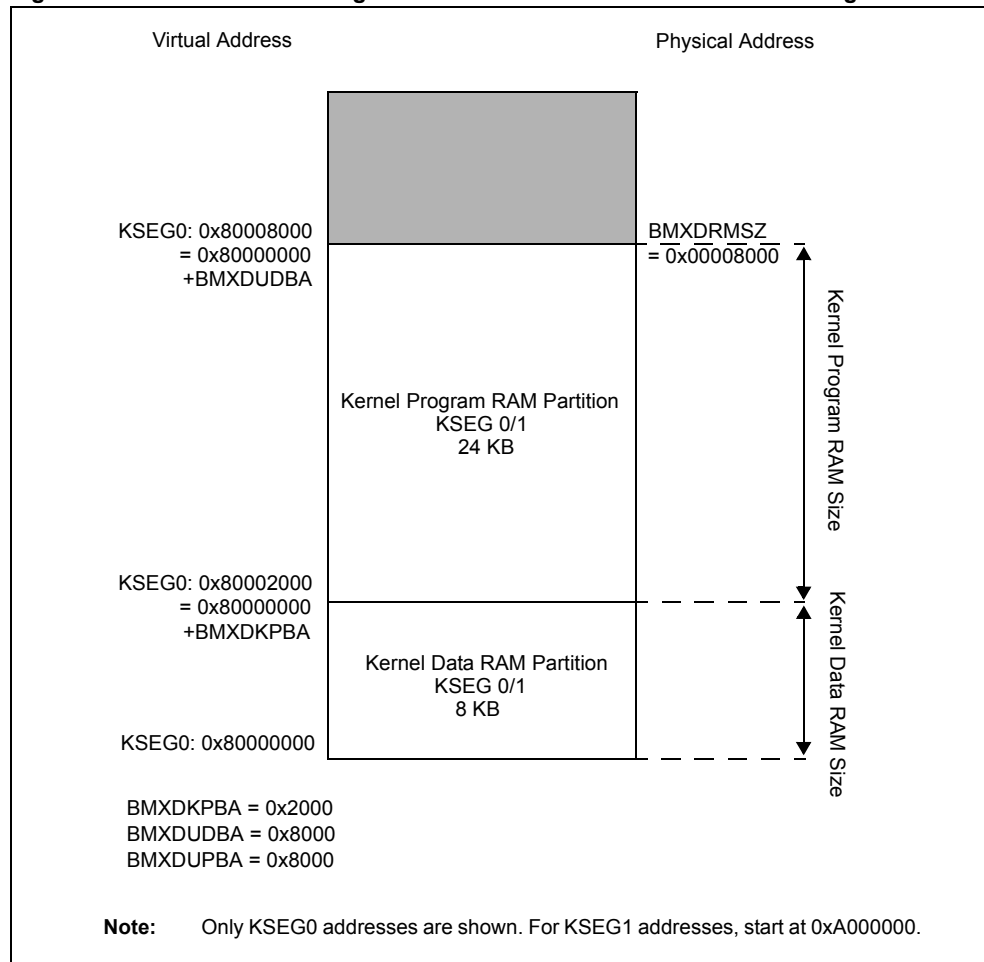 Virtual Address
Physical Address
KSEG0: 0x80008000
= 0x80000000
+BMXDUDBA
BMXDRMSZ
= 0x00008000
Kernel Program RAM Size
Kernel Program RAM Partition
KSEG 0/1
24 KB
KSEG0: 0x80002000
= 0x80000000
+BMXDKPBA
Kernel Data RAM Size
Kernel Data RAM Partition
KSEG 0/1
8 KB
KSEG0: 0x80000000
BMXDKPBA = 0x2000
BMXDUDBA = 0x8000
BMXDUPBA = 0x8000
Note: Only KSEG0 addresses are shown. For KSEG1 addresses, start at 0xA000000.